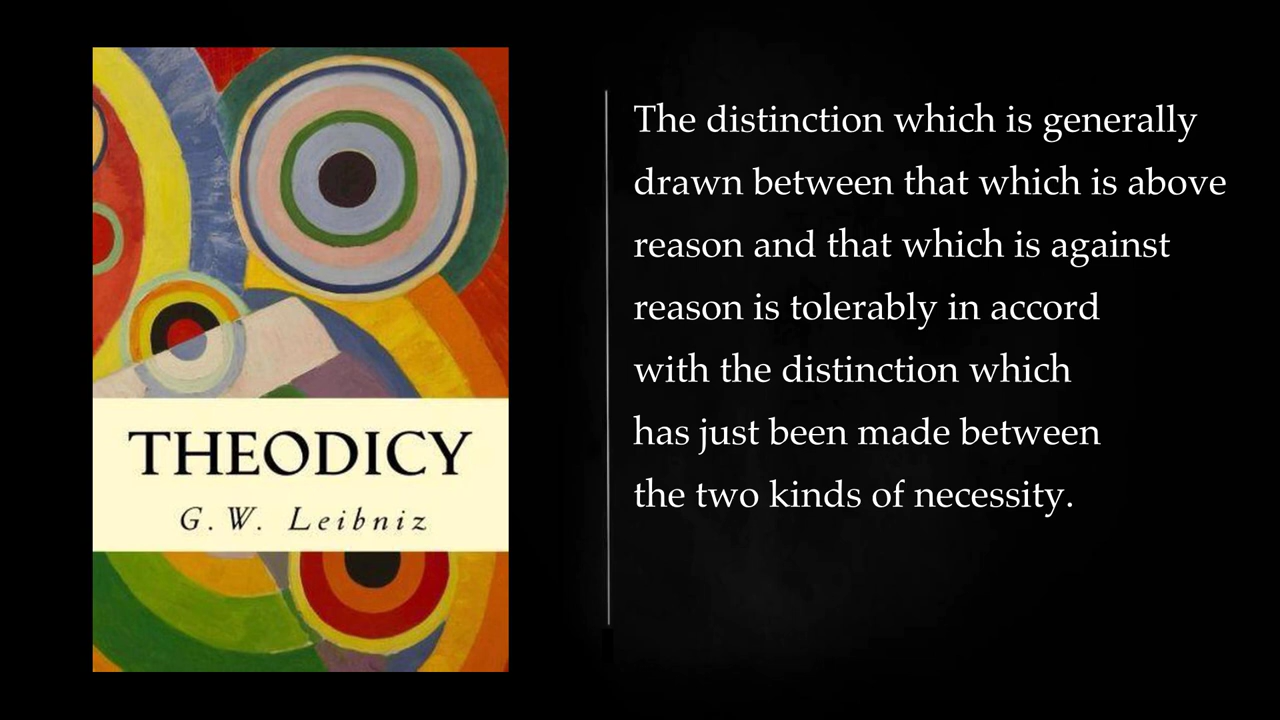 THEODICY
G.W. Leibniz
The distinction which is generally
drawn between that which is above
reason and that which is against
reason is tolerably in accord
with the distinction which
has just been made between
the two kinds of necessity.